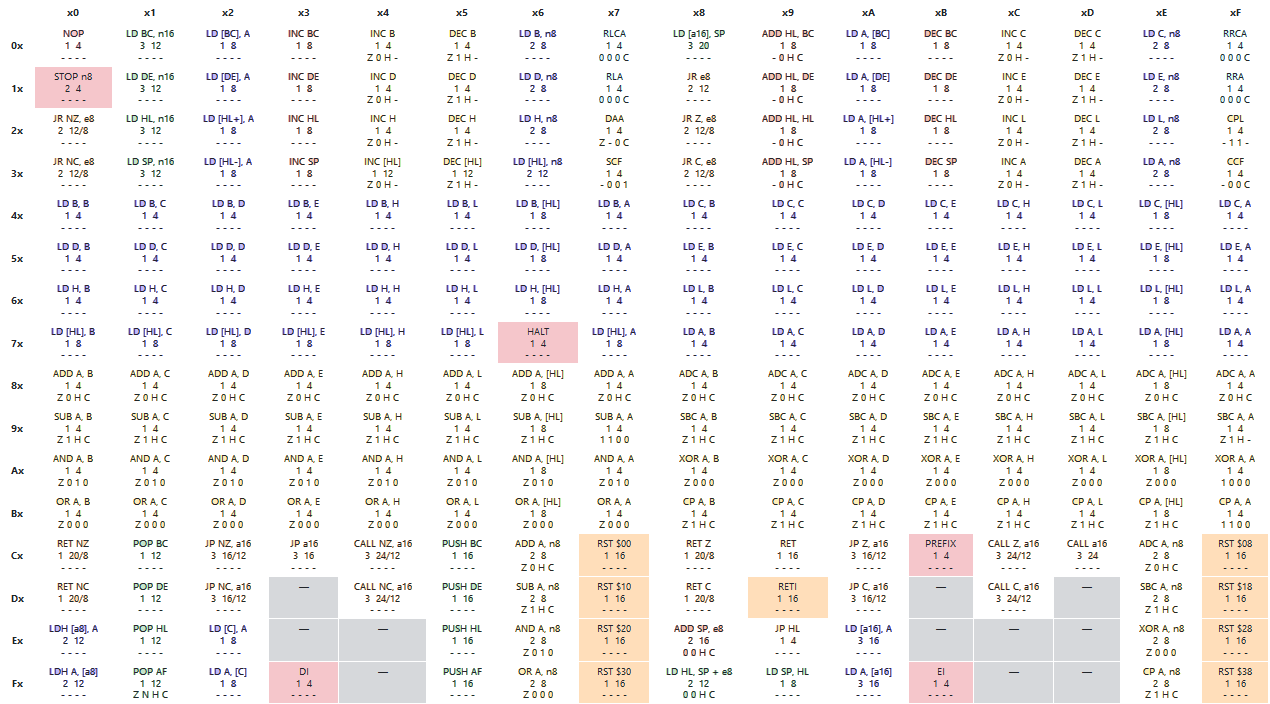 x0 x1 x2 x3 x4 x5 x6 x7 x8 x9 xA xB xC xD xE xF
NOP LD BC, n16 LD [BC], A INC BC INC B DEC B LD B, n8 RLCA LD [a16], SP ADD HL, BC LD A, [BC] DEC BC INC C DEC C LD C, n8 RRCA
0x 1 4 3 12 1 8 1 8 1 4 1 4 2 8 1 4 3 20 1 8 1 8 1 8 1 4 1 4 2 8 1 4
- - - - - - - - - - - - - - - - Z 0 H - Z 1 H - - - - - 0 0 0 C - - - - - 0 H C - - - - - - - - Z 0 H - Z 1 H - - - - - 0 0 0 C
STOP n8 LD DE, n16 LD [DE], A INC DE INC D DEC D LD D, n8 RLA JR e8 ADD HL, DE LD A, [DE] DEC DE INC E DEC E LD E, n8 RRA
1x 2 4 3 12 1 8 1 8 1 4 1 4 2 8 1 4 2 12 1 8 1 8 1 8 1 4 1 4 2 8 1 4
- - - - - - - - - - - - - - - - Z 0 H - Z 1 H - - - - - 0 0 0 C - - - - - 0 H C - - - - - - - - Z 0 H - Z 1 H - - - - - 0 0 0 C
JR NZ, e8 LD HL, n16 LD [HL+], A INC HL INC H DEC H LD H, n8 DAA JR Z, e8 ADD HL, HL LD A, [HL+] DEC HL INC L DEC L LD L, n8 CPL
2x 2 12/8 3 12 1 8 1 8 1 4 1 4 2 8 1 4 2 12/8 1 8 1 8 1 8 1 4 1 4 2 8 1 4
- - - - - - - - - - - - - - - - Z 0 H - Z 1 H - - - - - Z - 0 C - - - - - 0 H C - - - - - - - - Z 0 H - Z 1 H - - - - - - 1 1 -
JR NC, e8 LD SP, n16 LD [HL-], A INC SP INC [HL] DEC [HL] LD [HL], n8 SCF JR C, e8 ADD HL, SP LD A, [HL-] DEC SP INC A DEC A LD A, n8 CCF
3x 2 12/8 3 12 1 8 1 8 1 12 1 12 2 12 1 4 2 12/8 1 8 1 8 1 8 1 4 1 4 2 8 1 4
- - - - - - - - - - - - - - - - Z 0 H - Z 1 H - - - - - - 0 0 1 - - - - - 0 H C - - - - - - - - Z 0 H - Z 1 H - - - - - - 0 0 C
LD B, B LD B, C LD B, D LD B, E LD B, H LD B, L LD B, [HL] LD B, A LD C, B LD C, C LD C, D LD C, E LD C, H LD C, L LD C, [HL] LD C, A
4x 1 4 1 4 1 4 1 4 1 4 1 4 1 8 1 4 1 4 1 4 1 4 1 4 1 4 1 4 1 8 1 4
- - - - - - - - - - - - - - - - - - - - - - - - - - - - - - - - - - - - - - - - - - - - - - - - - - - - - - - - - - - - - - - -
LD D, B LD D, C LD D, D LD D, E LD D, H LD D, L LD D, [HL] LD D, A LD E, B LD E, C LD E, D LD E, E LD E, H LD E, L LD E, [HL] LD E, A
5x 1 4 1 4 1 4 1 4 1 4 1 4 1 8 1 4 1 4 1 4 1 4 1 4 1 4 1 4 1 8 1 4
- - - - - - - - - - - - - - - - - - - - - - - - - - - - - - - - - - - - - - - - - - - - - - - - - - - - - - - - - - - - - - - -
LD H, B LD H, C LD H, D LD H, E LD H, H LD H, L LD H, [HL] LD H, A LD L, B LD L, C LD L, D LD L, E LD L, H LD L, L LD L, [HL] LD L, A
6x 1 4 1 4 1 4 1 4 1 4 1 4 1 8 1 4 1 4 1 4 1 4 1 4 1 4 1 4 1 8 1 4
- - - - - - - - - - - - - - - - - - - - - - - - - - - - - - - - - - - - - - - - - - - - - - - - - - - - - - - - - - - - - - - -
LD [HL], B LD [HL], C LD [HL], D LD [HL], E LD [HL], H LD [HL], L HALT LD [HL], A LD A, B LD A, C LD A, D LD A, E LD A, H LD A, L LD A, [HL] LD A, A
7x 1 8 1 8 1 8 1 8 1 8 1 8 1 4 1 8 1 4 1 4 1 4 1 4 1 4 1 4 1 8 1 4
- - - - - - - - - - - - - - - - - - - - - - - - - - - - - - - - - - - - - - - - - - - - - - - - - - - - - - - - - - - - - - - -
ADD A, B ADD A, C ADD A, D ADD A, E ADD A, H ADD A, L ADD A, [HL] ADD A, A ADC A, B ADC A, C ADC A, D ADC A, E ADC A, H ADC A, L ADC A, [HL] ADC A, A
8x 1 4 1 4 1 4 1 4 1 4 1 4 1 8 1 4 1 4 1 4 1 4 1 4 1 4 1 4 1 8 1 4
Z 0 H C Z 0 H C Z 0 H C Z 0 H C Z 0 H C Z 0 H C Z 0 H C Z 0 H C Z 0 H C Z 0 H C Z 0 H C Z 0 H C Z 0 H C Z 0 H C Z 0 H C Z 0 H C
SUB A, B SUB A, C SUB A, D SUB A, E SUB A, H SUB A, L SUB A, [HL] SUB A, A SBC A, B SBC A, C SBC A, D SBC A, E SBC A, H SBC A, L SBC A, [HL] SBC A, A
9x 1 4 1 4 1 4 1 4 1 4 1 4 1 8 1 4 1 4 1 4 1 4 1 4 1 4 1 4 1 8 1 4
Z 1 H C Z 1 H C Z 1 H C Z 1 H C Z 1 H C Z 1 H C Z 1 H C 1 1 0 0 Z 1 H C Z 1 H C Z 1 H C Z 1 H C Z 1 H C Z 1 H C Z 1 H C Z 1 H -
AND A, B AND A, C AND A, D AND A, E AND A, H AND A, L AND A, [HL] AND A, A XOR A, B XOR A, C XOR A, D XOR A, E XOR A, H XOR A, L XOR A, [HL] XOR A, A
Ax 1 4 1 4 1 4 1 4 1 4 1 4 1 8 1 4 1 4 1 4 1 4 1 4 1 4 1 4 1 8 1 4
Z 0 1 0 Z 0 1 0 Z 0 1 0 Z 0 1 0 Z 0 1 0 Z 0 1 0 Z 0 1 0 Z 0 1 0 Z 0 0 0 Z 0 0 0 Z 0 0 0 Z 0 0 0 Z 0 0 0 Z 0 0 0 Z 0 0 0 1 0 0 0
OR A, B OR A, C OR A, D OR A, E OR A, H OR A, L OR A, [HL] OR A, A CP A, B CP A, C CP A, D CP A, E CP A, H CP A, L CP A, [HL] CP A, A
Bx 1 4 1 4 1 4 1 4 1 4 1 4 1 8 1 4 1 4 1 4 1 4 1 4 1 4 1 4 1 8 1 4
Z 0 0 0 Z 0 0 0 Z 0 0 0 Z 0 0 0 Z 0 0 0 Z 0 0 0 Z 0 0 0 Z 0 0 0 Z 1 H C Z 1 H C Z 1 H C Z 1 H C Z 1 H C Z 1 H C Z 1 H C 1 1 0 0
RET NZ POP BC JP NZ, a16 JP a16 CALL NZ, a16 PUSH BC ADD A, n8 RST $00 RET Z RET JP Z, a16 PREFIX CALL Z, a16 CALL a16 ADC A, n8 RST $08
Cx 1 20/8 1 12 3 16/12 3 16 3 24/12 1 16 2 8 1 16 1 20/8 1 16 3 16/12 1 4 3 24/12 3 24 2 8 1 16
- - - - - - - - - - - - - - - - - - - - - - - - Z 0 H C - - - - - - - - - - - - - - - - - - - - - - - - - - - - Z 0 H C - - - -
RET NC POP DE JP NC, a16 — CALL NC, a16 PUSH DE SUB A, n8 RST $10 RET C RETI JP C, a16 — CALL C, a16 — SBC A, n8 RST $18
Dx 1 20/8 1 12 3 16/12 3 24/12 1 16 2 8 1 16 1 20/8 1 16 3 16/12 3 24/12 2 8 1 16
- - - - - - - - - - - - - - - - - - - - Z 1 H C - - - - - - - - - - - - - - - - - - - - Z 1 H C - - - -
LDH [a8], A POP HL LD [C], A — — PUSH HL AND A, n8 RST $20 ADD SP, e8 JP HL LD [a16], A — — — XOR A, n8 RST $28
Ex 2 12 1 12 1 8 1 16 2 8 1 16 2 16 1 4 3 16 2 8 1 16
- - - - - - - - - - - - - - - - Z 0 1 0 - - - - 0 0 H C - - - - - - - - Z 0 0 0 - - - -
LDH A, [a8] POP AF LD A, [C] DI — PUSH AF OR A, n8 RST $30 LD HL, SP + e8 LD SP, HL LD A, [a16] EI — — CP A, n8 RST $38
Fx 2 12 1 12 1 8 1 4 1 16 2 8 1 16 2 12 1 8 3 16 1 4 2 8 1 16
- - - - Z N H C - - - - - - - - - - - - Z 0 0 0 - - - - 0 0 H C - - - - - - - - - - - - Z 1 H C - - - -